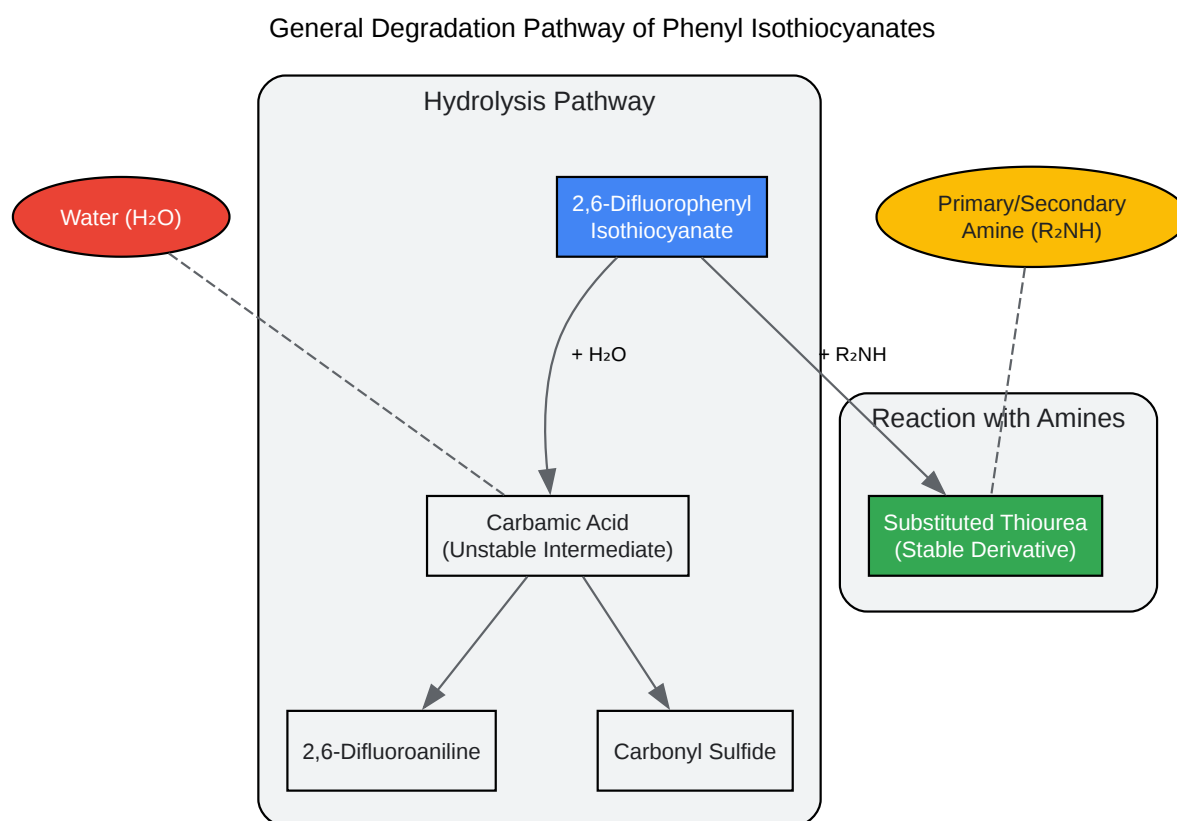 General Degradation Pathway of Phenyl Isothiocyanates
Hydrolysis Pathway
Water (H₂O)
2,6-Difluorophenyl
Isothiocyanate
Primary/Secondary
Amine (R₂NH)
+ H₂O
+ R₂NH
Reaction with Amines
Carbamic Acid
(Unstable Intermediate)
Substituted Thiourea
(Stable Derivative)
2,6-Difluoroaniline
Carbonyl Sulfide